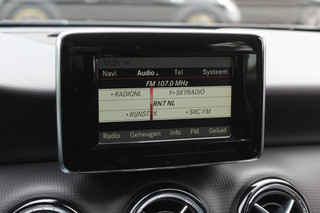 Navi Audio Tel Systeem
FM 107.0 MHz
RADIONL SKYRADIO
RN7 NL
SRC FM
Radio Geheugen Info FM Geluid